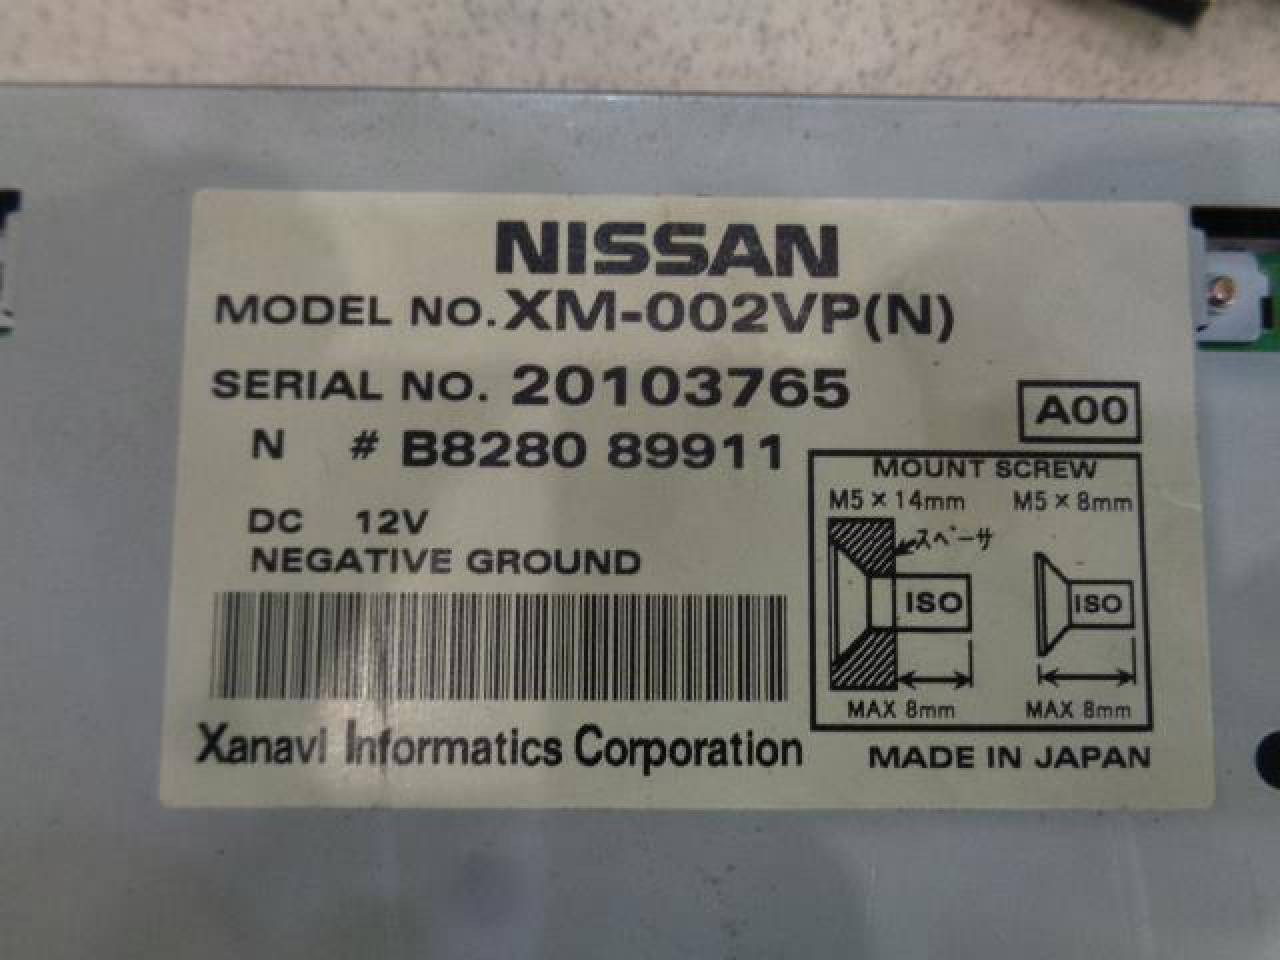 NISSAN
MODEL NO. XM-002VP(N)
SERIAL NO. 20103765
A00
N # B8280 89911
MOUNT SCREW
M5 × 14mm M5 × 8mm
スペーサ
DC 12V
NEGATIVE GROUND
ISO ISO
MAX 8mm MAX 8mm
Xanavi Informatics Corporation
MADE IN JAPAN